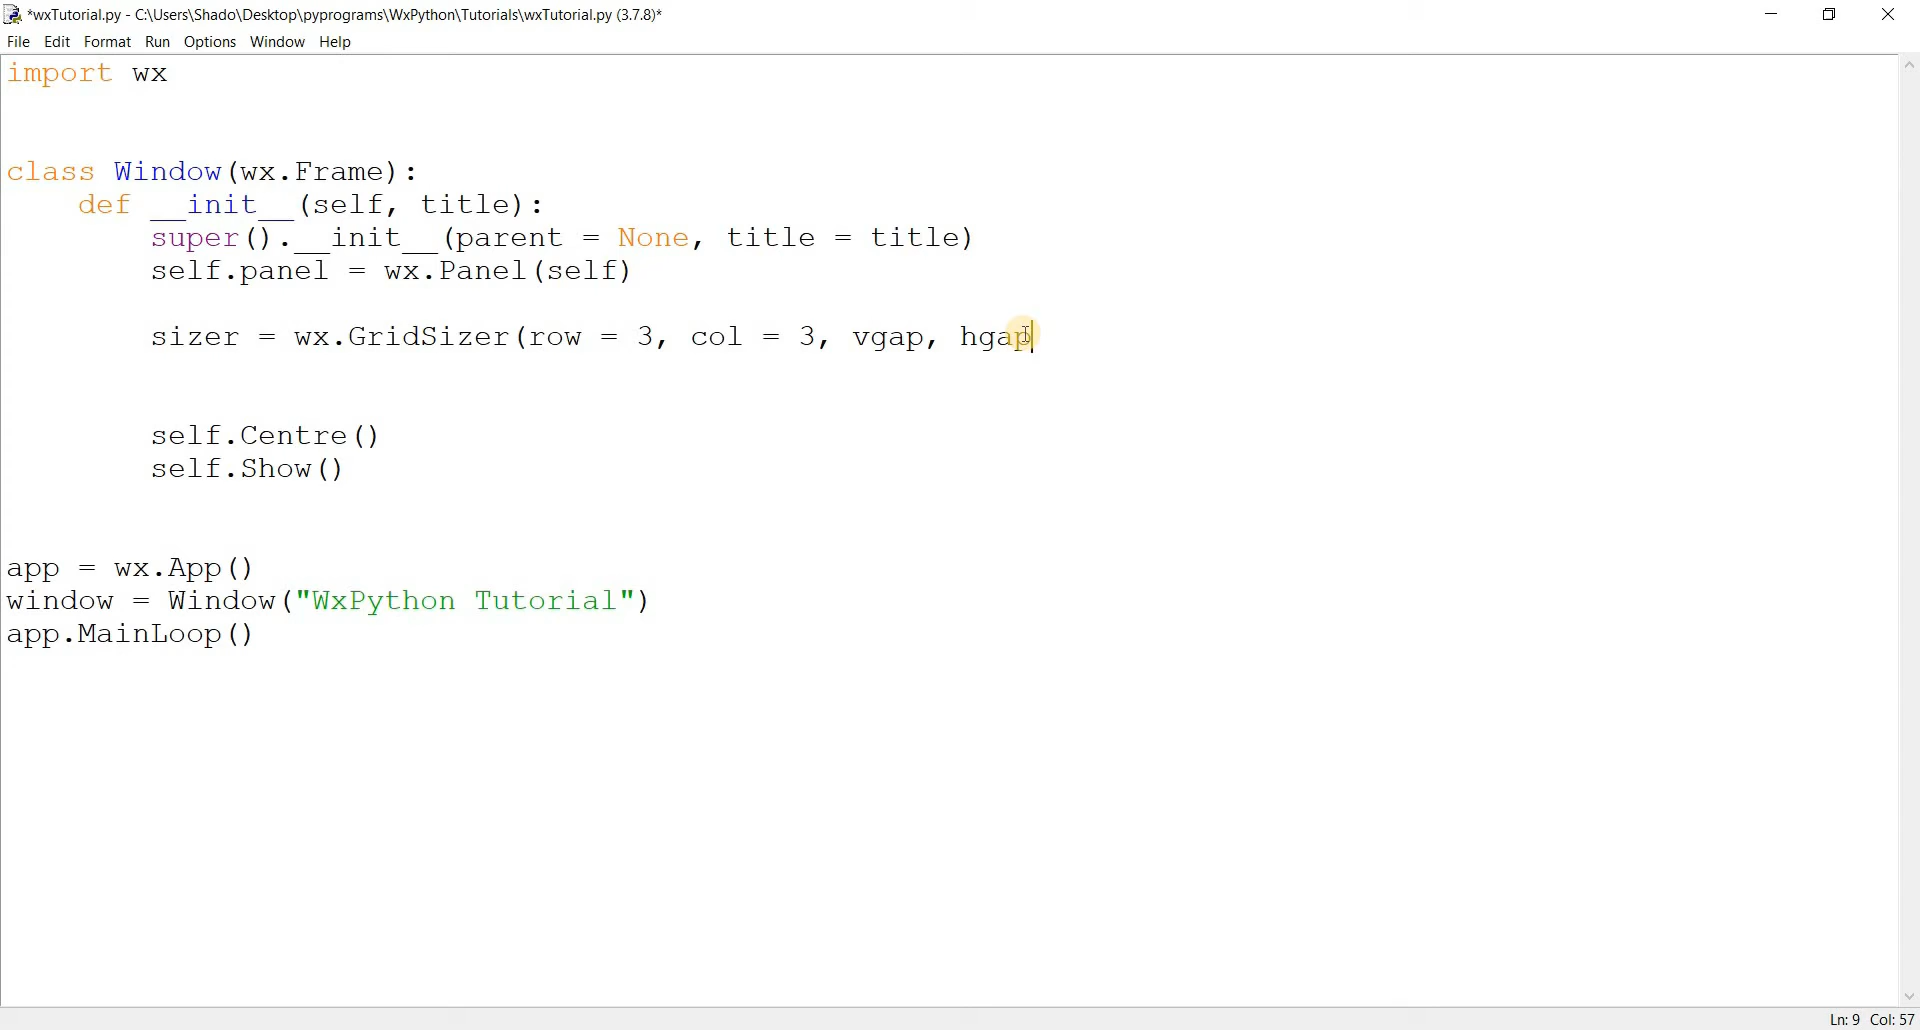 *wxTutorial.py - C:\Users\Shado\Desktop\pyprograms\WxPython\Tutorials\wxTutorial.py (3.7.8)*
File Edit Format Run Options Window Help
import wx
class Window(wx.Frame):
    def __init__(self, title):
        super().__init__(parent = None, title = title)
        self.panel = wx.Panel(self)
        sizer = wx.GridSizer(row = 3, col = 3, vgap, hgap
        self.Centre()
        self.Show()
app = wx.App()
window = Window("WxPython Tutorial")
app.MainLoop()
Ln: 9 Col: 57